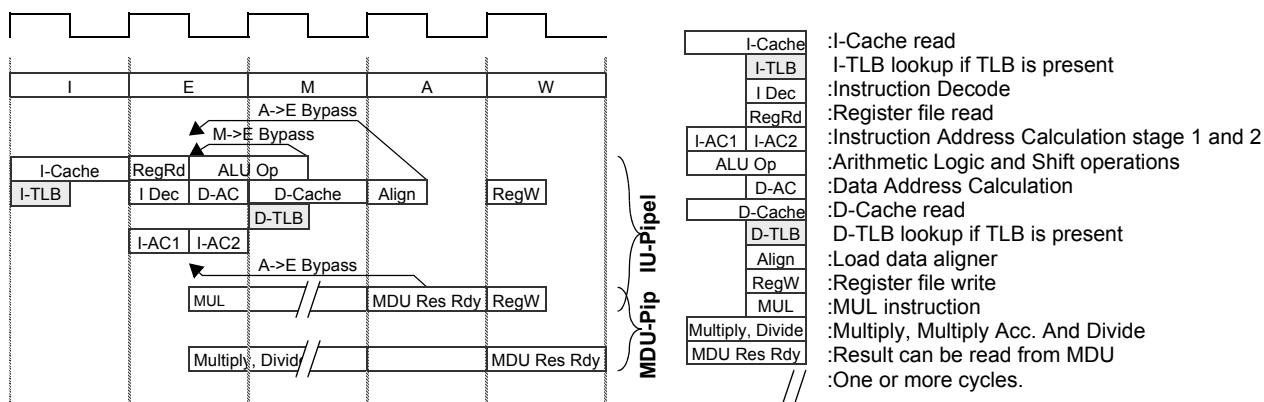 I E M A W
A->E Bypass
M->E Bypass
I-Cache RegRd ALU Op
I-TLB I Dec D-AC D-Cache Align RegW
D-TLB
I-AC1 I-AC2
A->E Bypass
MUL MDU Res Rdy RegW
Multiply, Divide MDU Res Rdy
IU-Pipel
MDU-Pip
I-Cache :I-Cache read
I-TLB I-TLB lookup if TLB is present
I Dec :Instruction Decode
RegRd :Register file read
I-AC1 I-AC2 :Instruction Address Calculation stage 1 and 2
ALU Op :Arithmetic Logic and Shift operations
D-AC :Data Address Calculation
D-Cache :D-Cache read
D-TLB D-TLB lookup if TLB is present
Align :Load data aligner
RegW :Register file write
MUL :MUL instruction
Multiply, Divide :Multiply, Multiply Acc. And Divide
MDU Res Rdy :Result can be read from MDU
:One or more cycles.